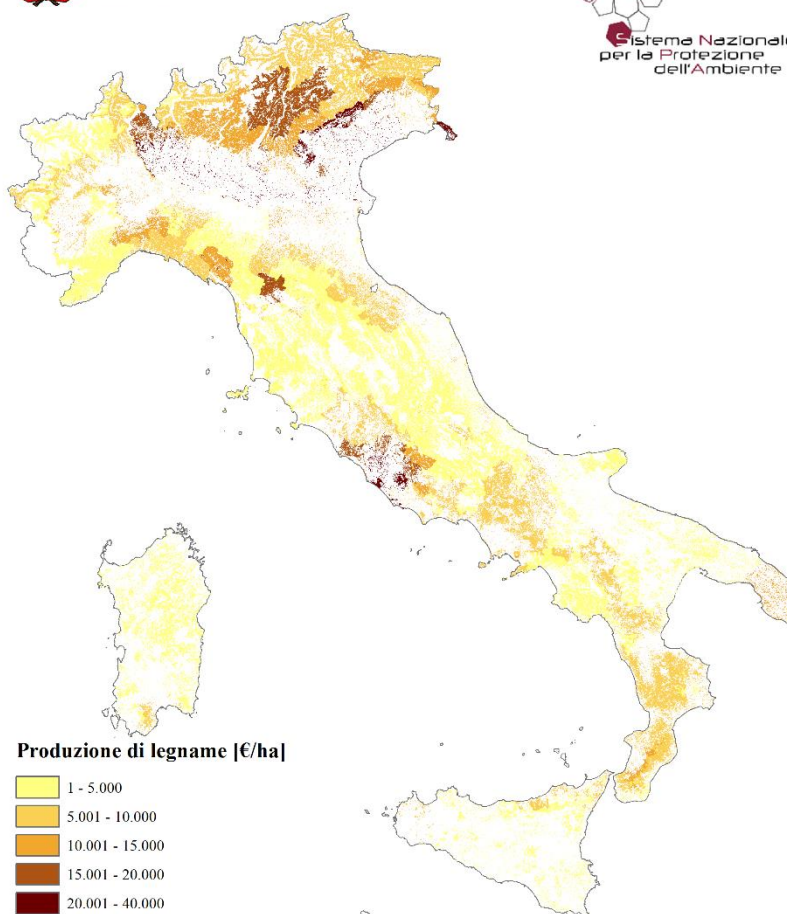 Sistema Nazionale
per la Protezione
dell'Ambiente
Produzione di legname [€/ha]
1 - 5.000
5.001 - 10.000
10.001 - 15.000
15.001 - 20.000
20.001 - 40.000